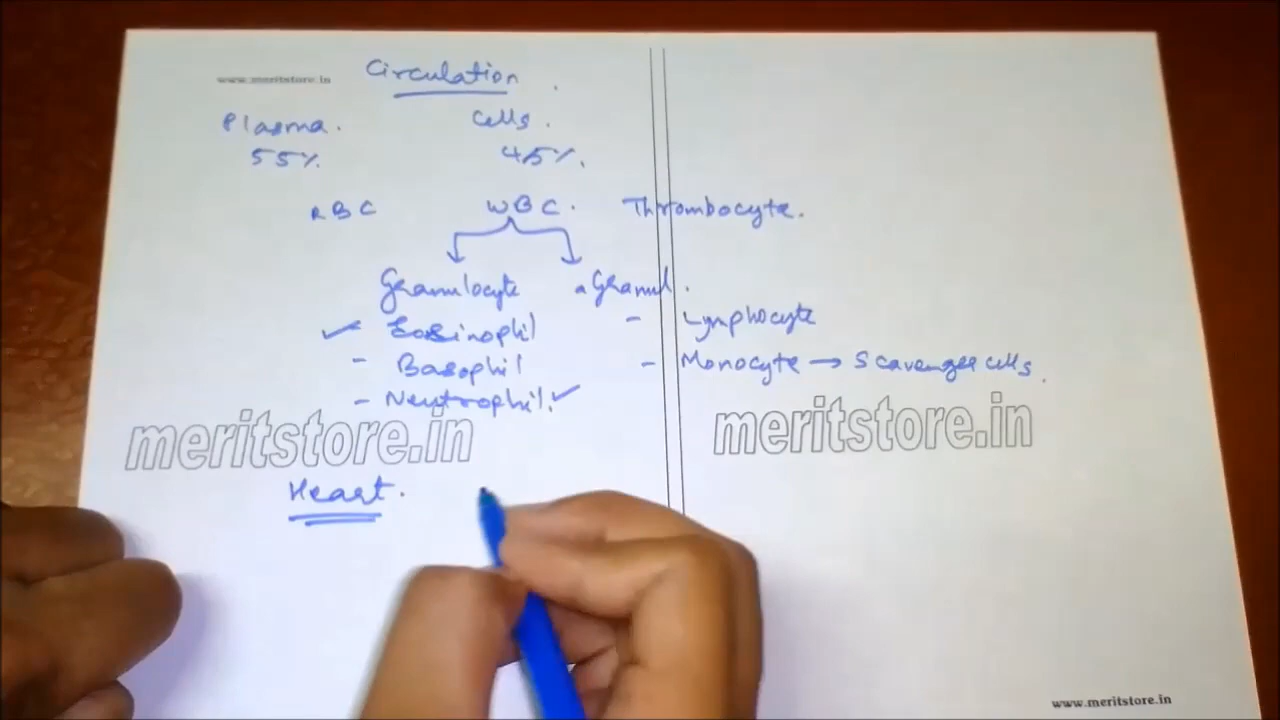 www.meritstore.in Circulation
Plasma. Cells.
55% 45%.
RBC WBC. Thrombocyte.
Granulocyte aGranul.
✓ Eosinophil - Lymphocyte
- Basophil - Monocyte → Scavenger cells.
- Neutrophil. ✓
meritstore.in meritstore.in
Heart.
www.meritstore.in